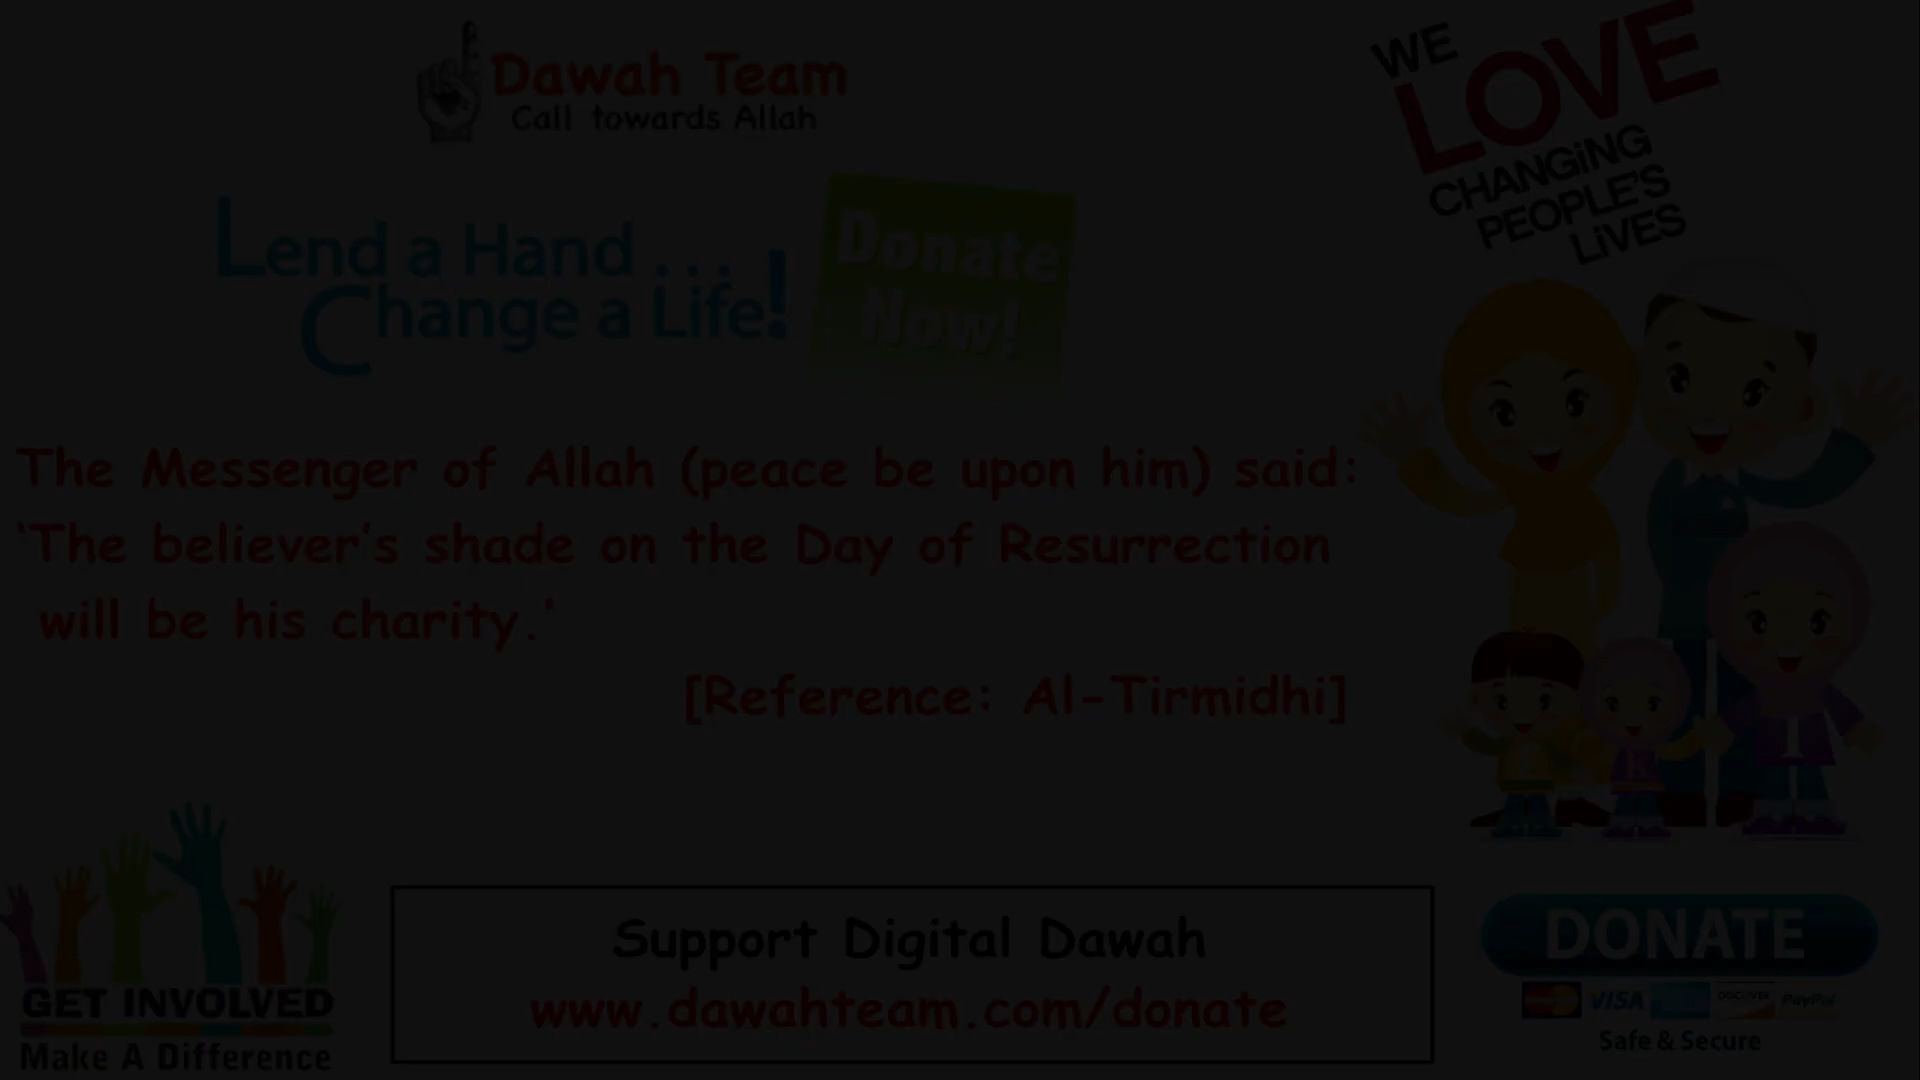 Dawah Team
Call towards Allah
WE
LOVE
CHANGiNG
PEOPLE'S
LiVES
Lend a Hand ...
Change a Life!
Donate
Now!
The Messenger of Allah (peace be upon him) said:
‘The believer’s shade on the Day of Resurrection
will be his charity.‘
[Reference: Al-Tirmidhi]
GET INVOLVED
Make A Difference
Support Digital Dawah
www.dawahteam.com/donate
DONATE
MasterCard VISA DISCOVER PayPal
Safe & Secure